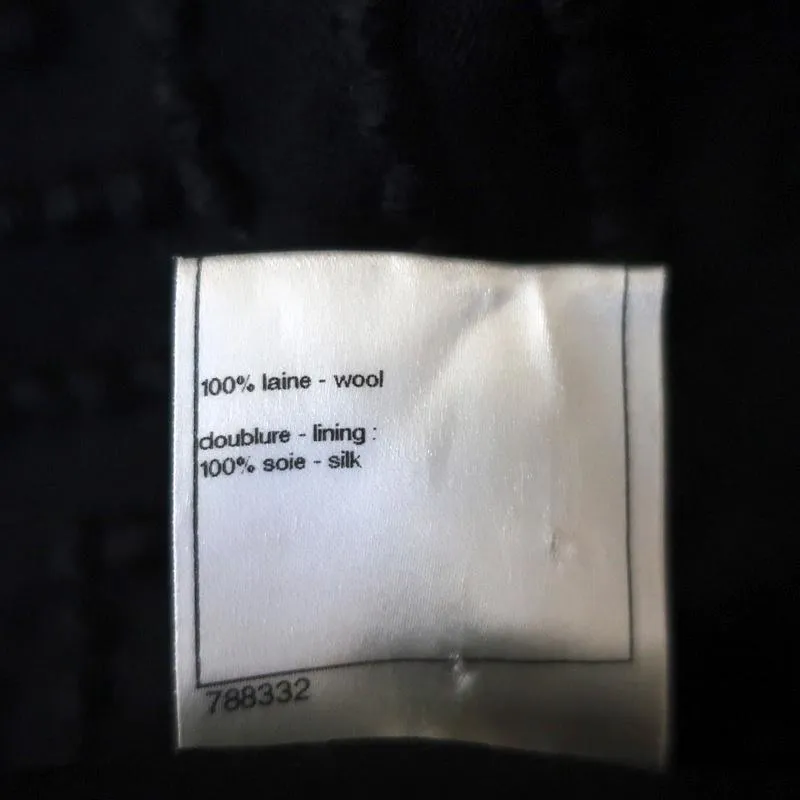 100% laine - wool
doublure - lining :
100% soie - silk
788332